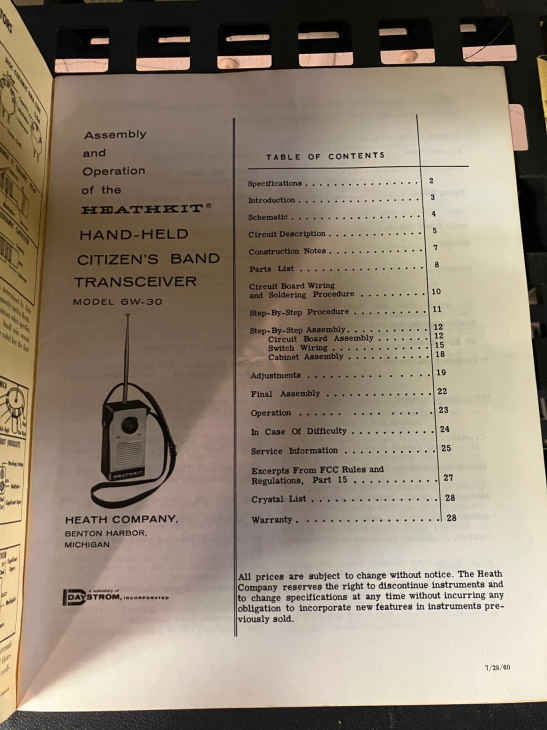 Assembly
and
Operation
of the
HEATHKIT®
HAND-HELD
CITIZEN'S BAND
TRANSCEIVER
MODEL GW-30
HEATHKIT
HEATH COMPANY,
BENTON HARBOR,
MICHIGAN
A subsidiary of
DAYSTROM, INCORPORATED
TABLE OF CONTENTS
Specifications . . . . . . . . . . . . . . . . 2
Introduction . . . . . . . . . . . . . . . . . 3
Schematic . . . . . . . . . . . . . . . . . . 4
Circuit Description . . . . . . . . . . . . . 5
Construction Notes . . . . . . . . . . . . . 7
Parts List . . . . . . . . . . . . . . . . . . 8
Circuit Board Wiring
and Soldering Procedure . . . . . . . . . 10
Step-By-Step Procedure . . . . . . . . . . 11
Step-By-Step Assembly . . . . . . . . . . . 12
Circuit Board Assembly . . . . . . . 12
Switch Wiring . . . . . . . . . . . . . 15
Cabinet Assembly . . . . . . . . . . . 18
Adjustments . . . . . . . . . . . . . . . . 19
Final Assembly . . . . . . . . . . . . . . 22
Operation . . . . . . . . . . . . . . . . . 23
In Case Of Difficulty . . . . . . . . . . . 24
Service Information . . . . . . . . . . . . 25
Excerpts From FCC Rules and
Regulations, Part 15 . . . . . . . . . . . 27
Crystal List . . . . . . . . . . . . . . . . 28
Warranty . . . . . . . . . . . . . . . . . . 28
All prices are subject to change without notice. The Heath
Company reserves the right to discontinue instruments and
to change specifications at any time without incurring any
obligation to incorporate new features in instruments pre-
viously sold.
7/28/60